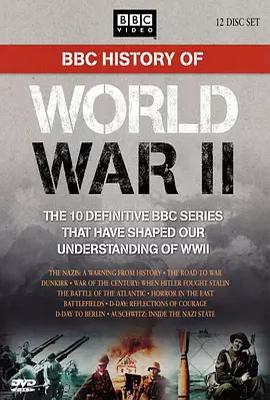 BBC
VIDEO
12 DISC SET
BBC HISTORY OF
WORLD
WAR II
THE 10 DEFINITIVE BBC SERIES
THAT HAVE SHAPED OUR
UNDERSTANDING OF WWII
THE NAZIS: A WARNING FROM HISTORY • THE ROAD TO WAR
DUNKIRK • WAR OF THE CENTURY: WHEN HITLER FOUGHT STALIN
THE BATTLE OF THE ATLANTIC • HORROR IN THE EAST
BATTLEFIELDS • D-DAY: REFLECTIONS OF COURAGE
D-DAY TO BERLIN • AUSCHWITZ: INSIDE THE NAZI STATE
DVD